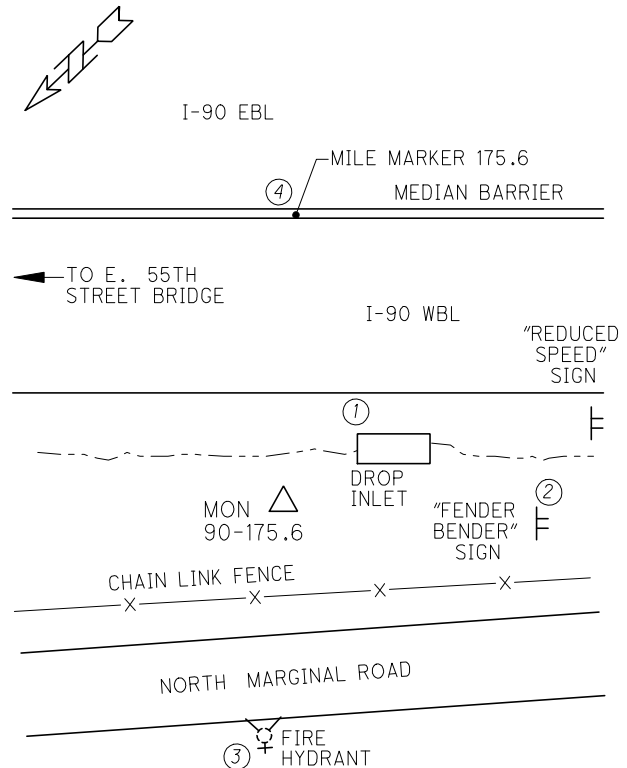 I-90 EBL
MILE MARKER 175.6
4
MEDIAN BARRIER
TO E. 55TH
STREET BRIDGE
I-90 WBL
"REDUCED
SPEED"
SIGN
1
DROP
INLET
2
"FENDER
BENDER"
SIGN
MON
90-175.6
CHAIN LINK FENCE
NORTH MARGINAL ROAD
3
FIRE
HYDRANT